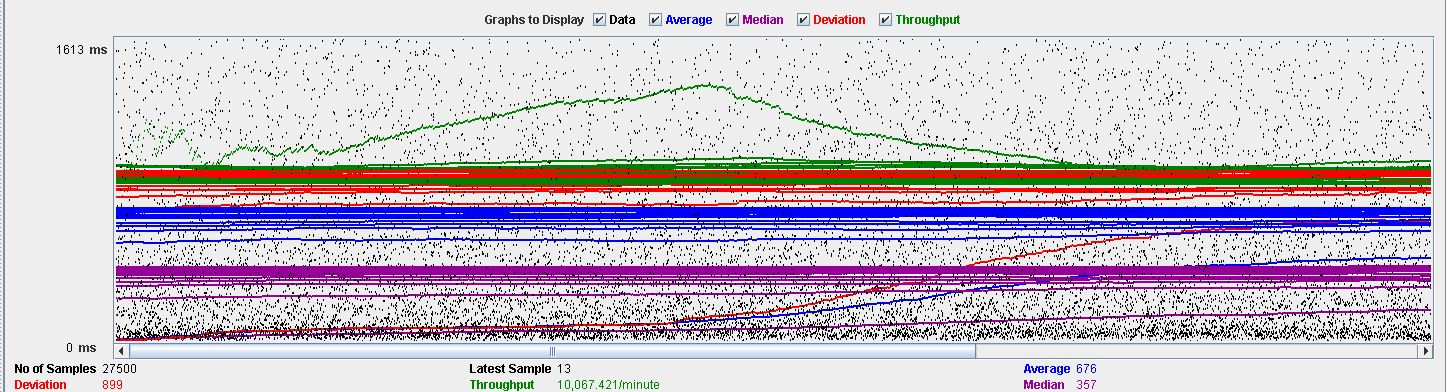 Graphs to Display Data Average Median Deviation Throughput
1613 ms
0 ms
No of Samples 27500 Latest Sample 13 Average 676
Deviation 899 Throughput 10,067.421/minute Median 357